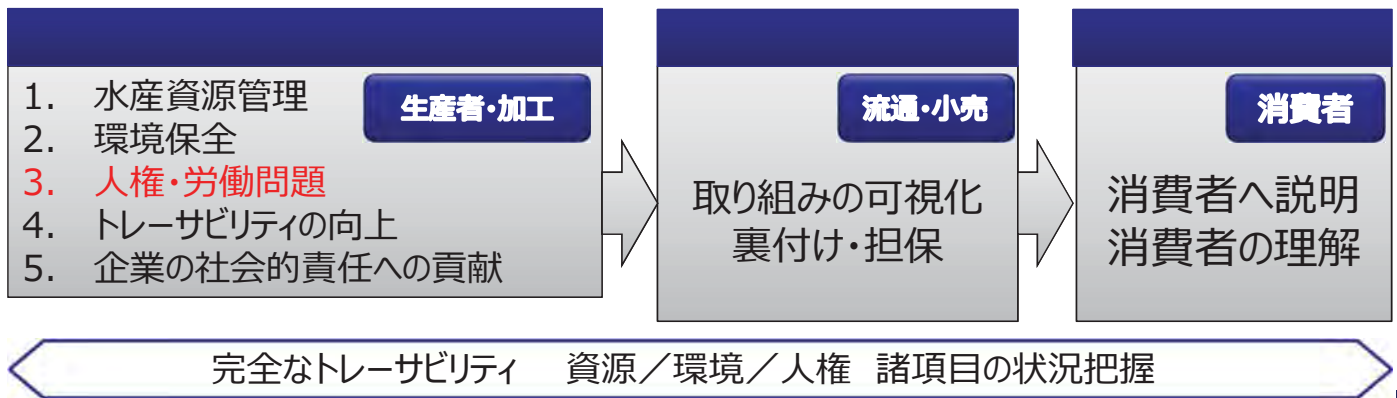 生産者・加工
1. 水産資源管理
2. 環境保全
3. 人権・労働問題
4. トレーサビリティの向上
5. 企業の社会的責任への貢献
流通・小売
取り組みの可視化
裏付け・担保
消費者
消費者へ説明
消費者の理解
完全なトレーサビリティ　資源／環境／人権 諸項目の状況把握